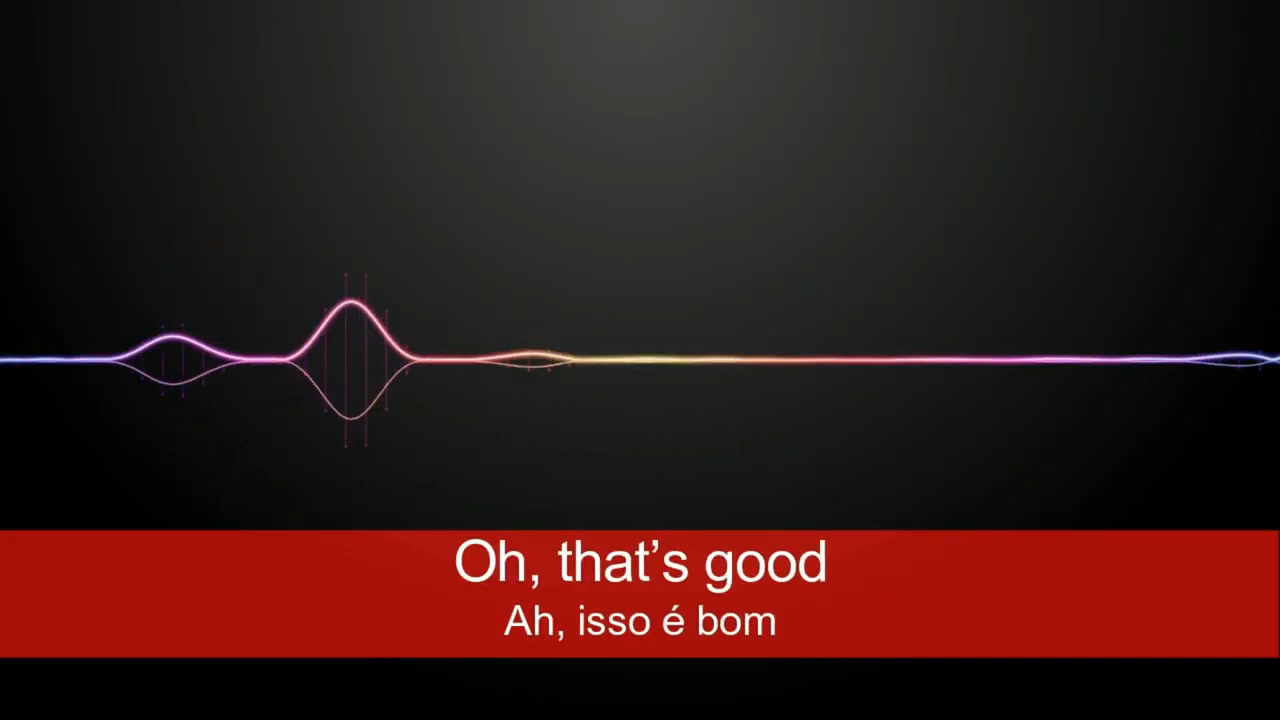 Oh, that’s good
Ah, isso é bom